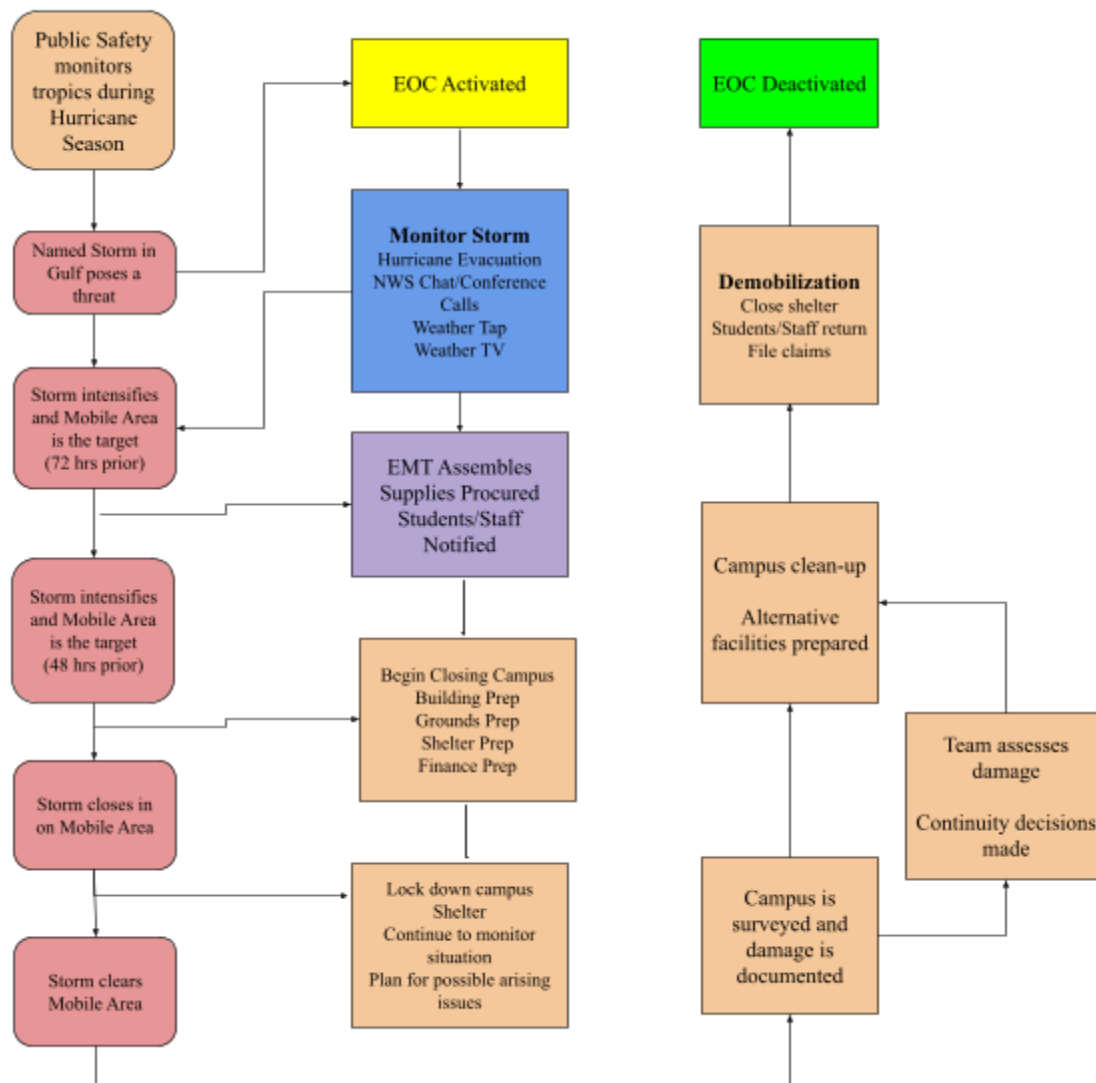 Public Safety
monitors
tropics during
Hurricane
Season
Named Storm in
Gulf poses a
threat
Storm intensifies
and Mobile Area
is the target
(72 hrs prior)
Storm intensifies
and Mobile Area
is the target
(48 hrs prior)
Storm closes in
on Mobile Area
Storm clears
Mobile Area
EOC Activated
Monitor Storm
Hurricane Evacuation
NWS Chat/Conference
Calls
Weather Tap
Weather TV
EMT Assembles
Supplies Procured
Students/Staff
Notified
Begin Closing Campus
Building Prep
Grounds Prep
Shelter Prep
Finance Prep
Lock down campus
Shelter
Continue to monitor
situation
Plan for possible arising
issues
EOC Deactivated
Demobilization
Close shelter
Students/Staff return
File claims
Campus clean-up
Alternative
facilities prepared
Team assesses
damage
Continuity decisions
made
Campus is
surveyed and
damage is
documented